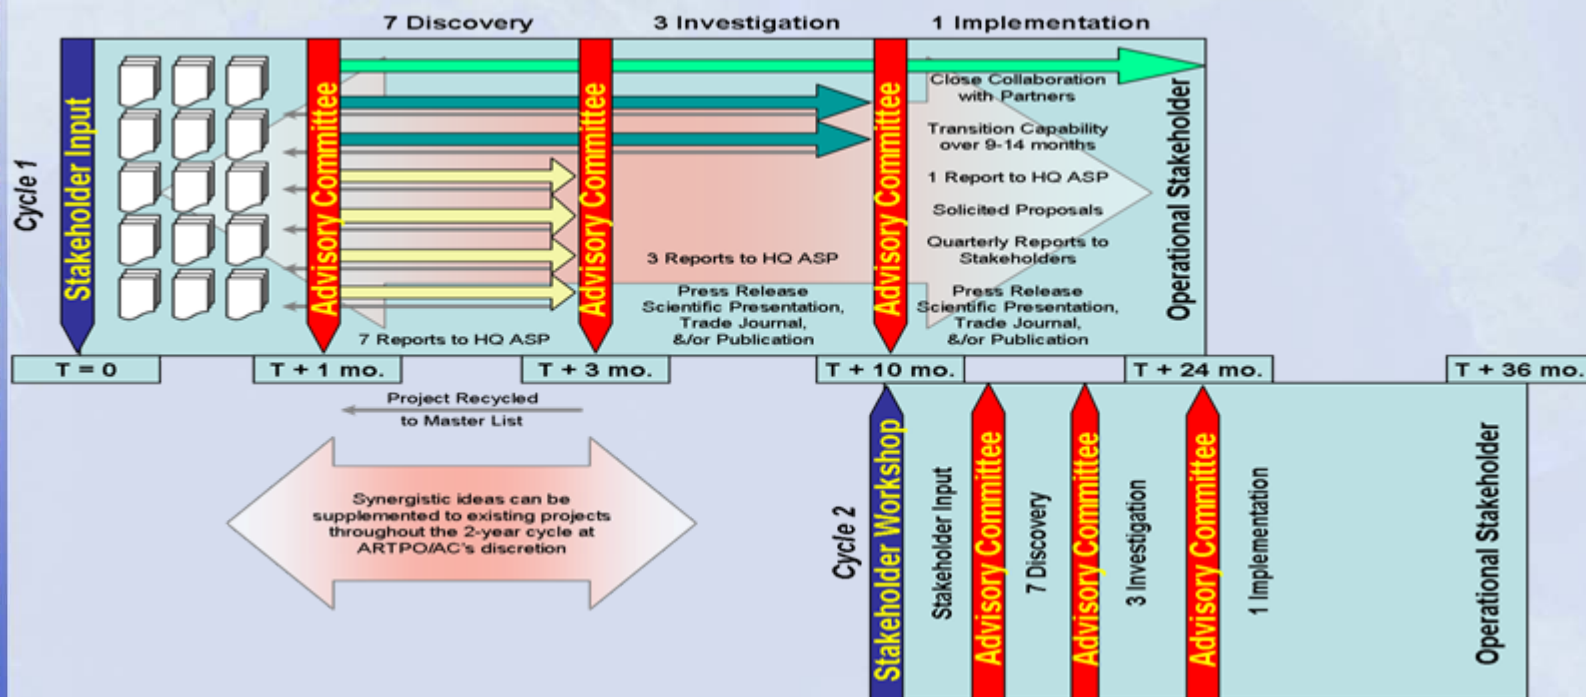 7 Discovery
3 Investigation
1 Implementation
Cycle 1
Stakeholder Input
Advisory Committee
Advisory Committee
Advisory Committee
Close Collaboration
with Partners
Transition Capability
over 9-14 months
1 Report to HQ ASP
Solicited Proposals
Quarterly Reports to
Stakeholders
Press Release
Scientific Presentation,
Trade Journal,
&/or Publication
Operational Stakeholder
3 Reports to HQ ASP
Press Release
Scientific Presentation,
Trade Journal,
&/or Publication
7 Reports to HQ ASP
T = 0
T + 1 mo.
T + 3 mo.
T + 10 mo.
T + 24 mo.
T + 36 mo.
Project Recycled
to Master List
Synergistic ideas can be
supplemented to existing projects
throughout the 2-year cycle at
ARTPO/AC's discretion
Cycle 2
Stakeholder Workshop
Stakeholder Input
Advisory Committee
7 Discovery
Advisory Committee
3 Investigation
Advisory Committee
1 Implementation
Operational Stakeholder